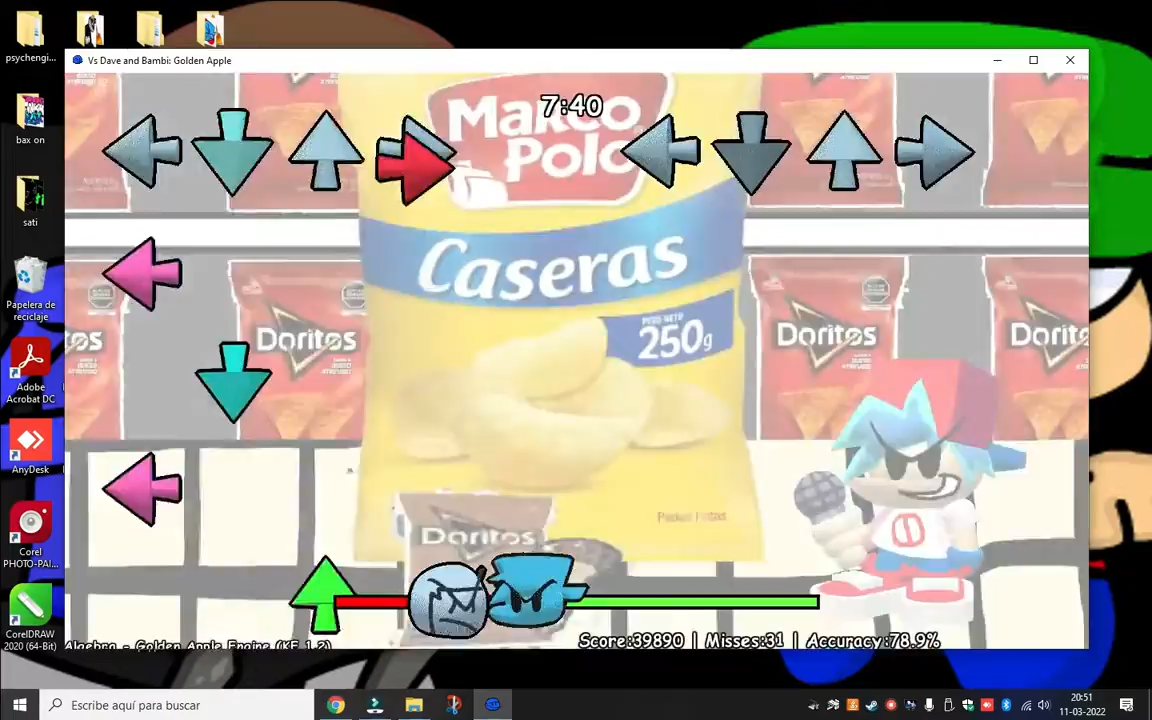 psychengi...
Vs Dave and Bambi: Golden Apple
7:40
Marco
Polo
bax on
Caseras
PESO NETO
250g
sati
Doritos
Doritos
Doritos
Papelera de
reciclaje
Adobe
Acrobat DC
AnyDesk
Doritos
Corel
PHOTO-PAI...
CorelDRAW
2020 (64-Bit)
Algebra - Golden Apple Engine (KE 1.2)
Score:39890 | Misses:31 | Accuracy:78.9%
Escribe aquí para buscar
20:51
11-03-2022